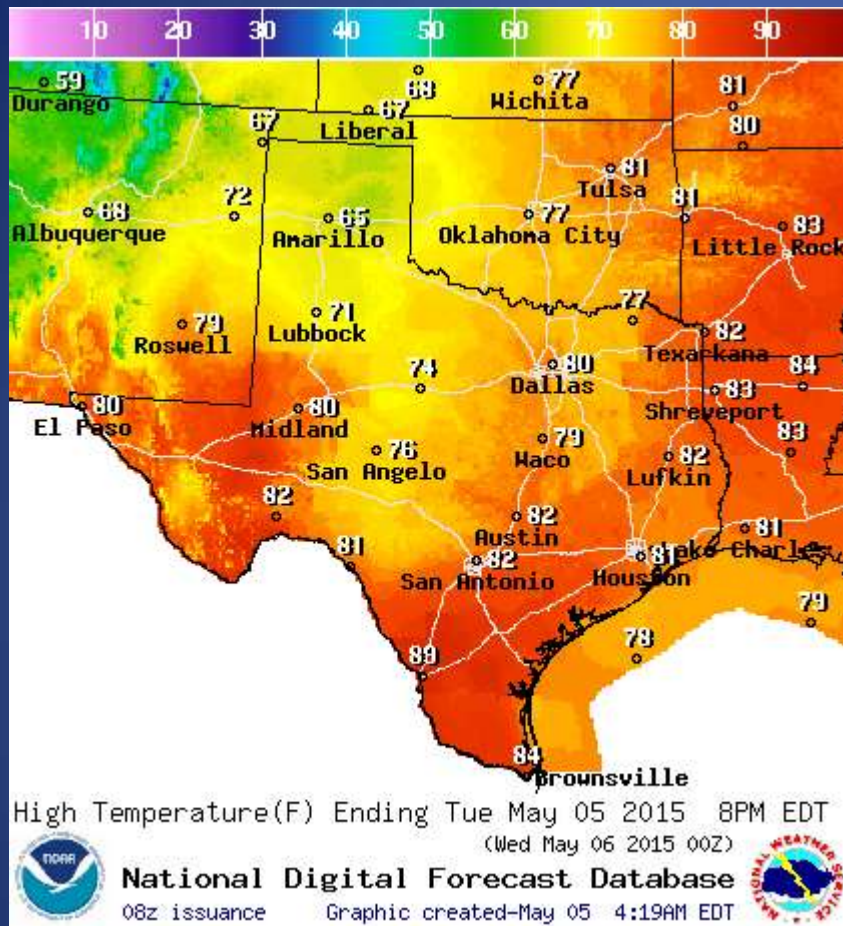 10 20 30 40 50 60 70 80 90
59
Durango
68
77
Wichita
81
67
Liberal
67
80
81
Tulsa
68
Albuquerque
72
65
Amarillo
77
Oklahoma City
81
83
Little Rock
79
Roswell
71
Lubbock
77
82
Texarkana
80
Dallas
74
84
83
Shreveport
80
El Paso
80
Midland
79
Waco
76
San Angelo
82
Lufkin
83
82
82
Austin
81
82
San Antonio
81
Houston
81
Lake Charles
79
78
89
84
Brownsville
High Temperature(F) Ending Tue May 05 2015 8PM EDT
(Wed May 06 2015 00Z)
NOAA
National Digital Forecast Database
08z issuance Graphic created-May 05 4:19AM EDT
NATIONAL WEATHER SERVICE